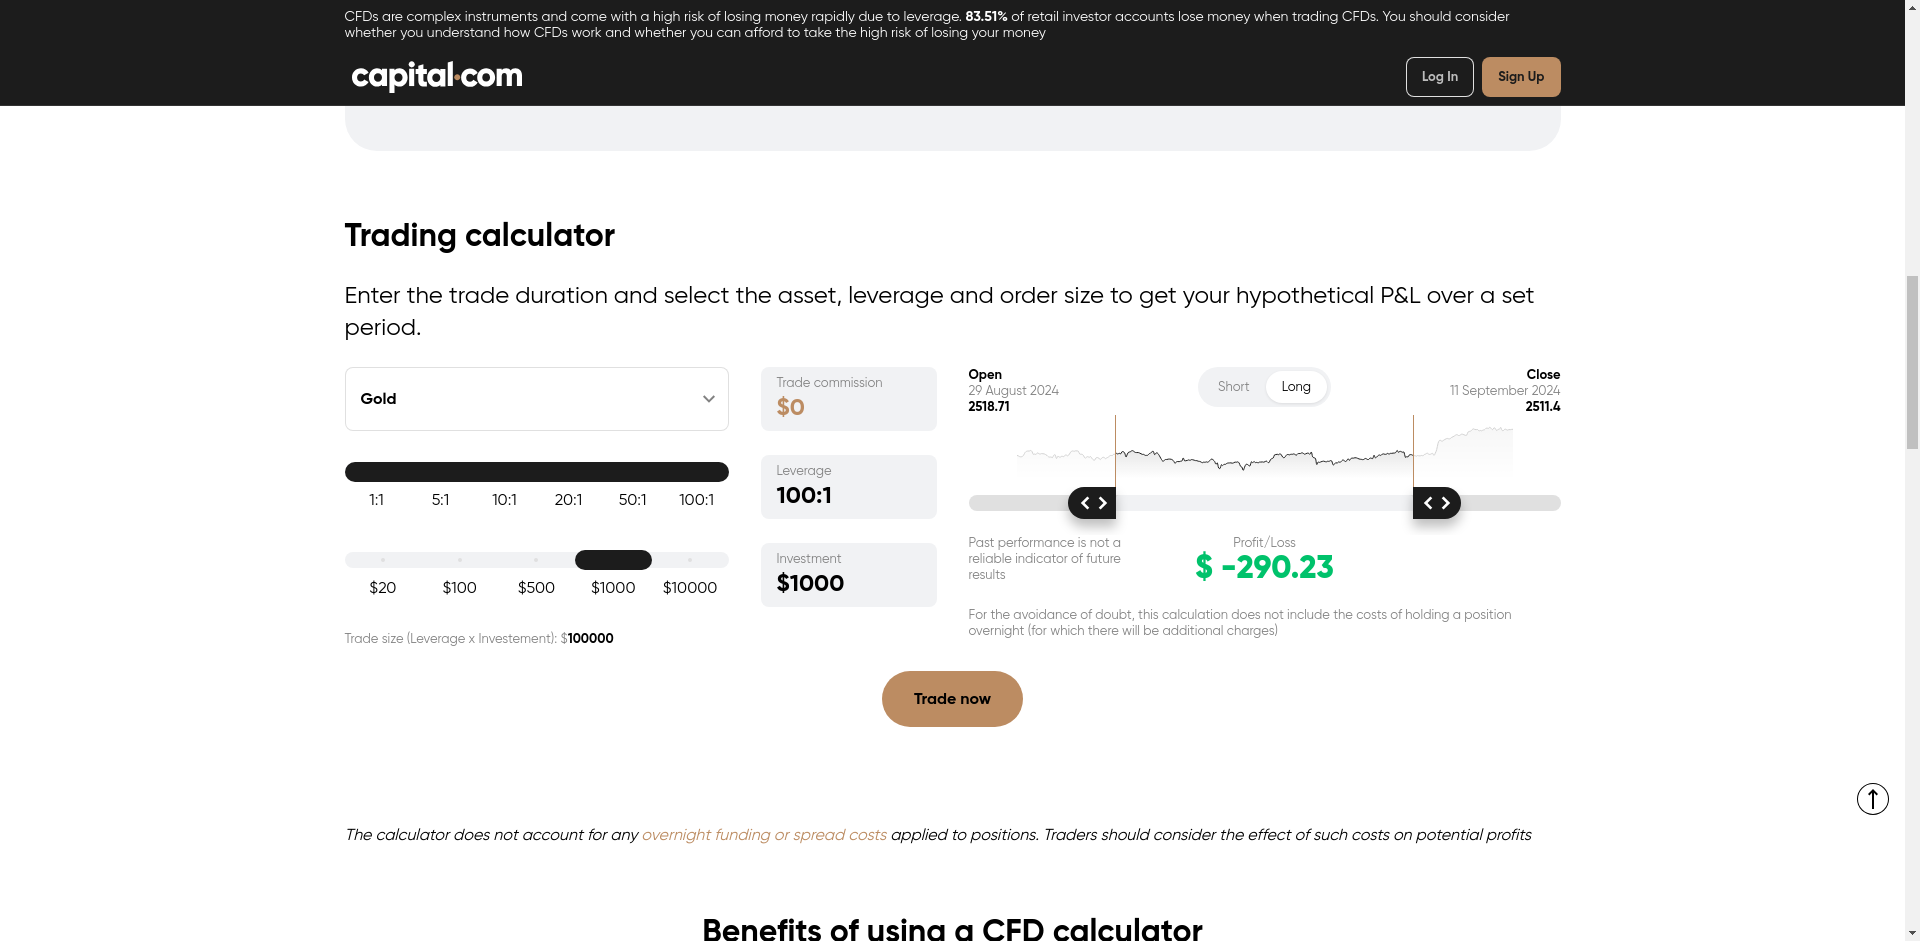 CFDs are complex instruments and come with a high risk of losing money rapidly due to leverage. 83.51% of retail investor accounts lose money when trading CFDs. You should consider
whether you understand how CFDs work and whether you can afford to take the high risk of losing your money
capital.com
Log In
Sign Up
Trading calculator
Enter the trade duration and select the asset, leverage and order size to get your hypothetical P&L over a set
period.
Gold
1:1 5:1 10:1 20:1 50:1 100:1
$20 $100 $500 $1000 $10000
Trade size (Leverage x Investement): $100000
Trade commission
$0
Leverage
100:1
Investment
$1000
Open
29 August 2024
2518.71
Short Long
Close
11 September 2024
2511.4
Past performance is not a
reliable indicator of future
results
Profit/Loss
$ -290.23
For the avoidance of doubt, this calculation does not include the costs of holding a position
overnight (for which there will be additional charges)
Trade now
The calculator does not account for any overnight funding or spread costs applied to positions. Traders should consider the effect of such costs on potential profits
Benefits of using a CFD calculator